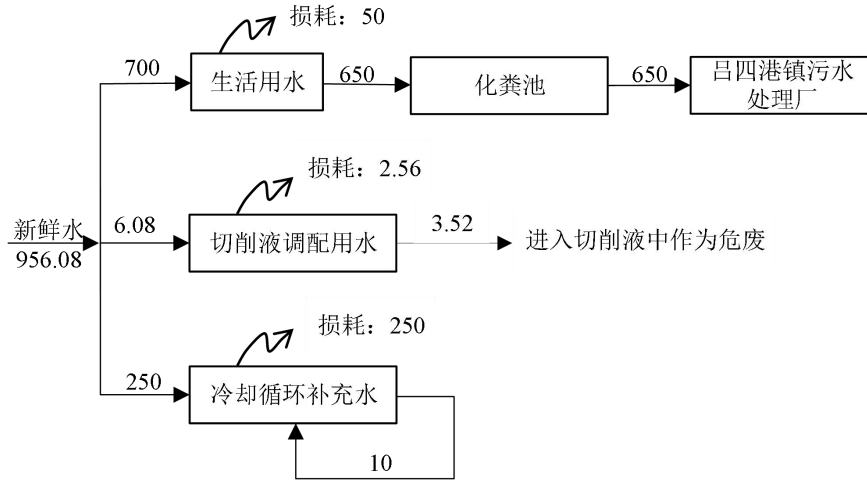 损耗：50
700
生活用水
650
化粪池
650
吕四港镇污水
处理厂
损耗：2.56
新鲜水
956.08
6.08
切削液调配用水
3.52
进入切削液中作为危废
损耗：250
250
冷却循环补充水
10